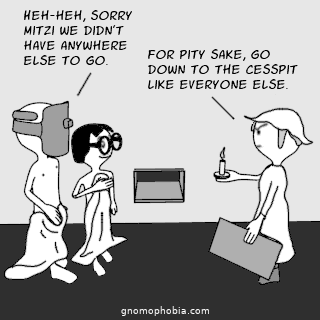 HEH-HEH, SORRY
MITZI WE DIDN'T
HAVE ANYWHERE
ELSE TO GO.
FOR PITY SAKE, GO
DOWN TO THE CESSPIT
LIKE EVERYONE ELSE.
gnomophobia.com